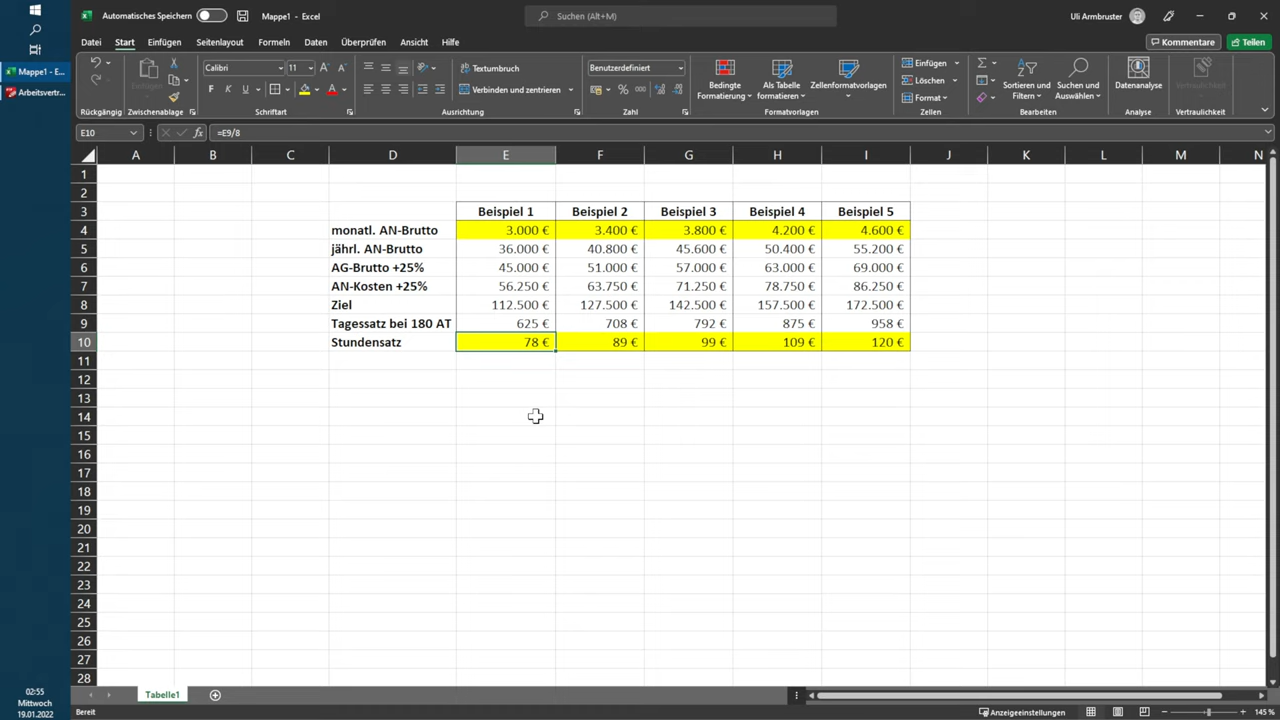 Automatisches Speichern
Mappe1 - Excel
Suchen (Alt+M)
Uli Armbruster
Datei Start Einfügen Seitenlayout Formeln Daten Überprüfen Ansicht Hilfe
Kommentare
Teilen
Mappe1 - E...
Arbeitsvertr...
Calibri 11
Textumbruch
Benutzerdefiniert
Einfügen
Einfügen
F K U
Verbinden und zentrieren
% 000
Bedingte Formatierung
Als Tabelle formatieren
Zellenformatvorlagen
Löschen
Format
Sortieren und Filtern
Suchen und Auswählen
Datenanalyse
Vertraulichkeit
Rückgängig Zwischenablage Schriftart Ausrichtung Zahl Formatvorlagen Zellen Bearbeiten Analyse Vertraulichkeit
E10 fx =E9/8
A B C D E F G H I J K L M N
1
2
3 Beispiel 1 Beispiel 2 Beispiel 3 Beispiel 4 Beispiel 5
4 monatl. AN-Brutto 3.000 € 3.400 € 3.800 € 4.200 € 4.600 €
5 jährl. AN-Brutto 36.000 € 40.800 € 45.600 € 50.400 € 55.200 €
6 AG-Brutto +25% 45.000 € 51.000 € 57.000 € 63.000 € 69.000 €
7 AN-Kosten +25% 56.250 € 63.750 € 71.250 € 78.750 € 86.250 €
8 Ziel 112.500 € 127.500 € 142.500 € 157.500 € 172.500 €
9 Tagessatz bei 180 AT 625 € 708 € 792 € 875 € 958 €
10 Stundensatz 78 € 89 € 99 € 109 € 120 €
11
12
13
14
15
16
17
18
19
20
21
22
23
24
25
26
27
28
Tabelle1
Bereit
Anzeigeeinstellungen
145 %
02:55
Mittwoch
19.01.2022